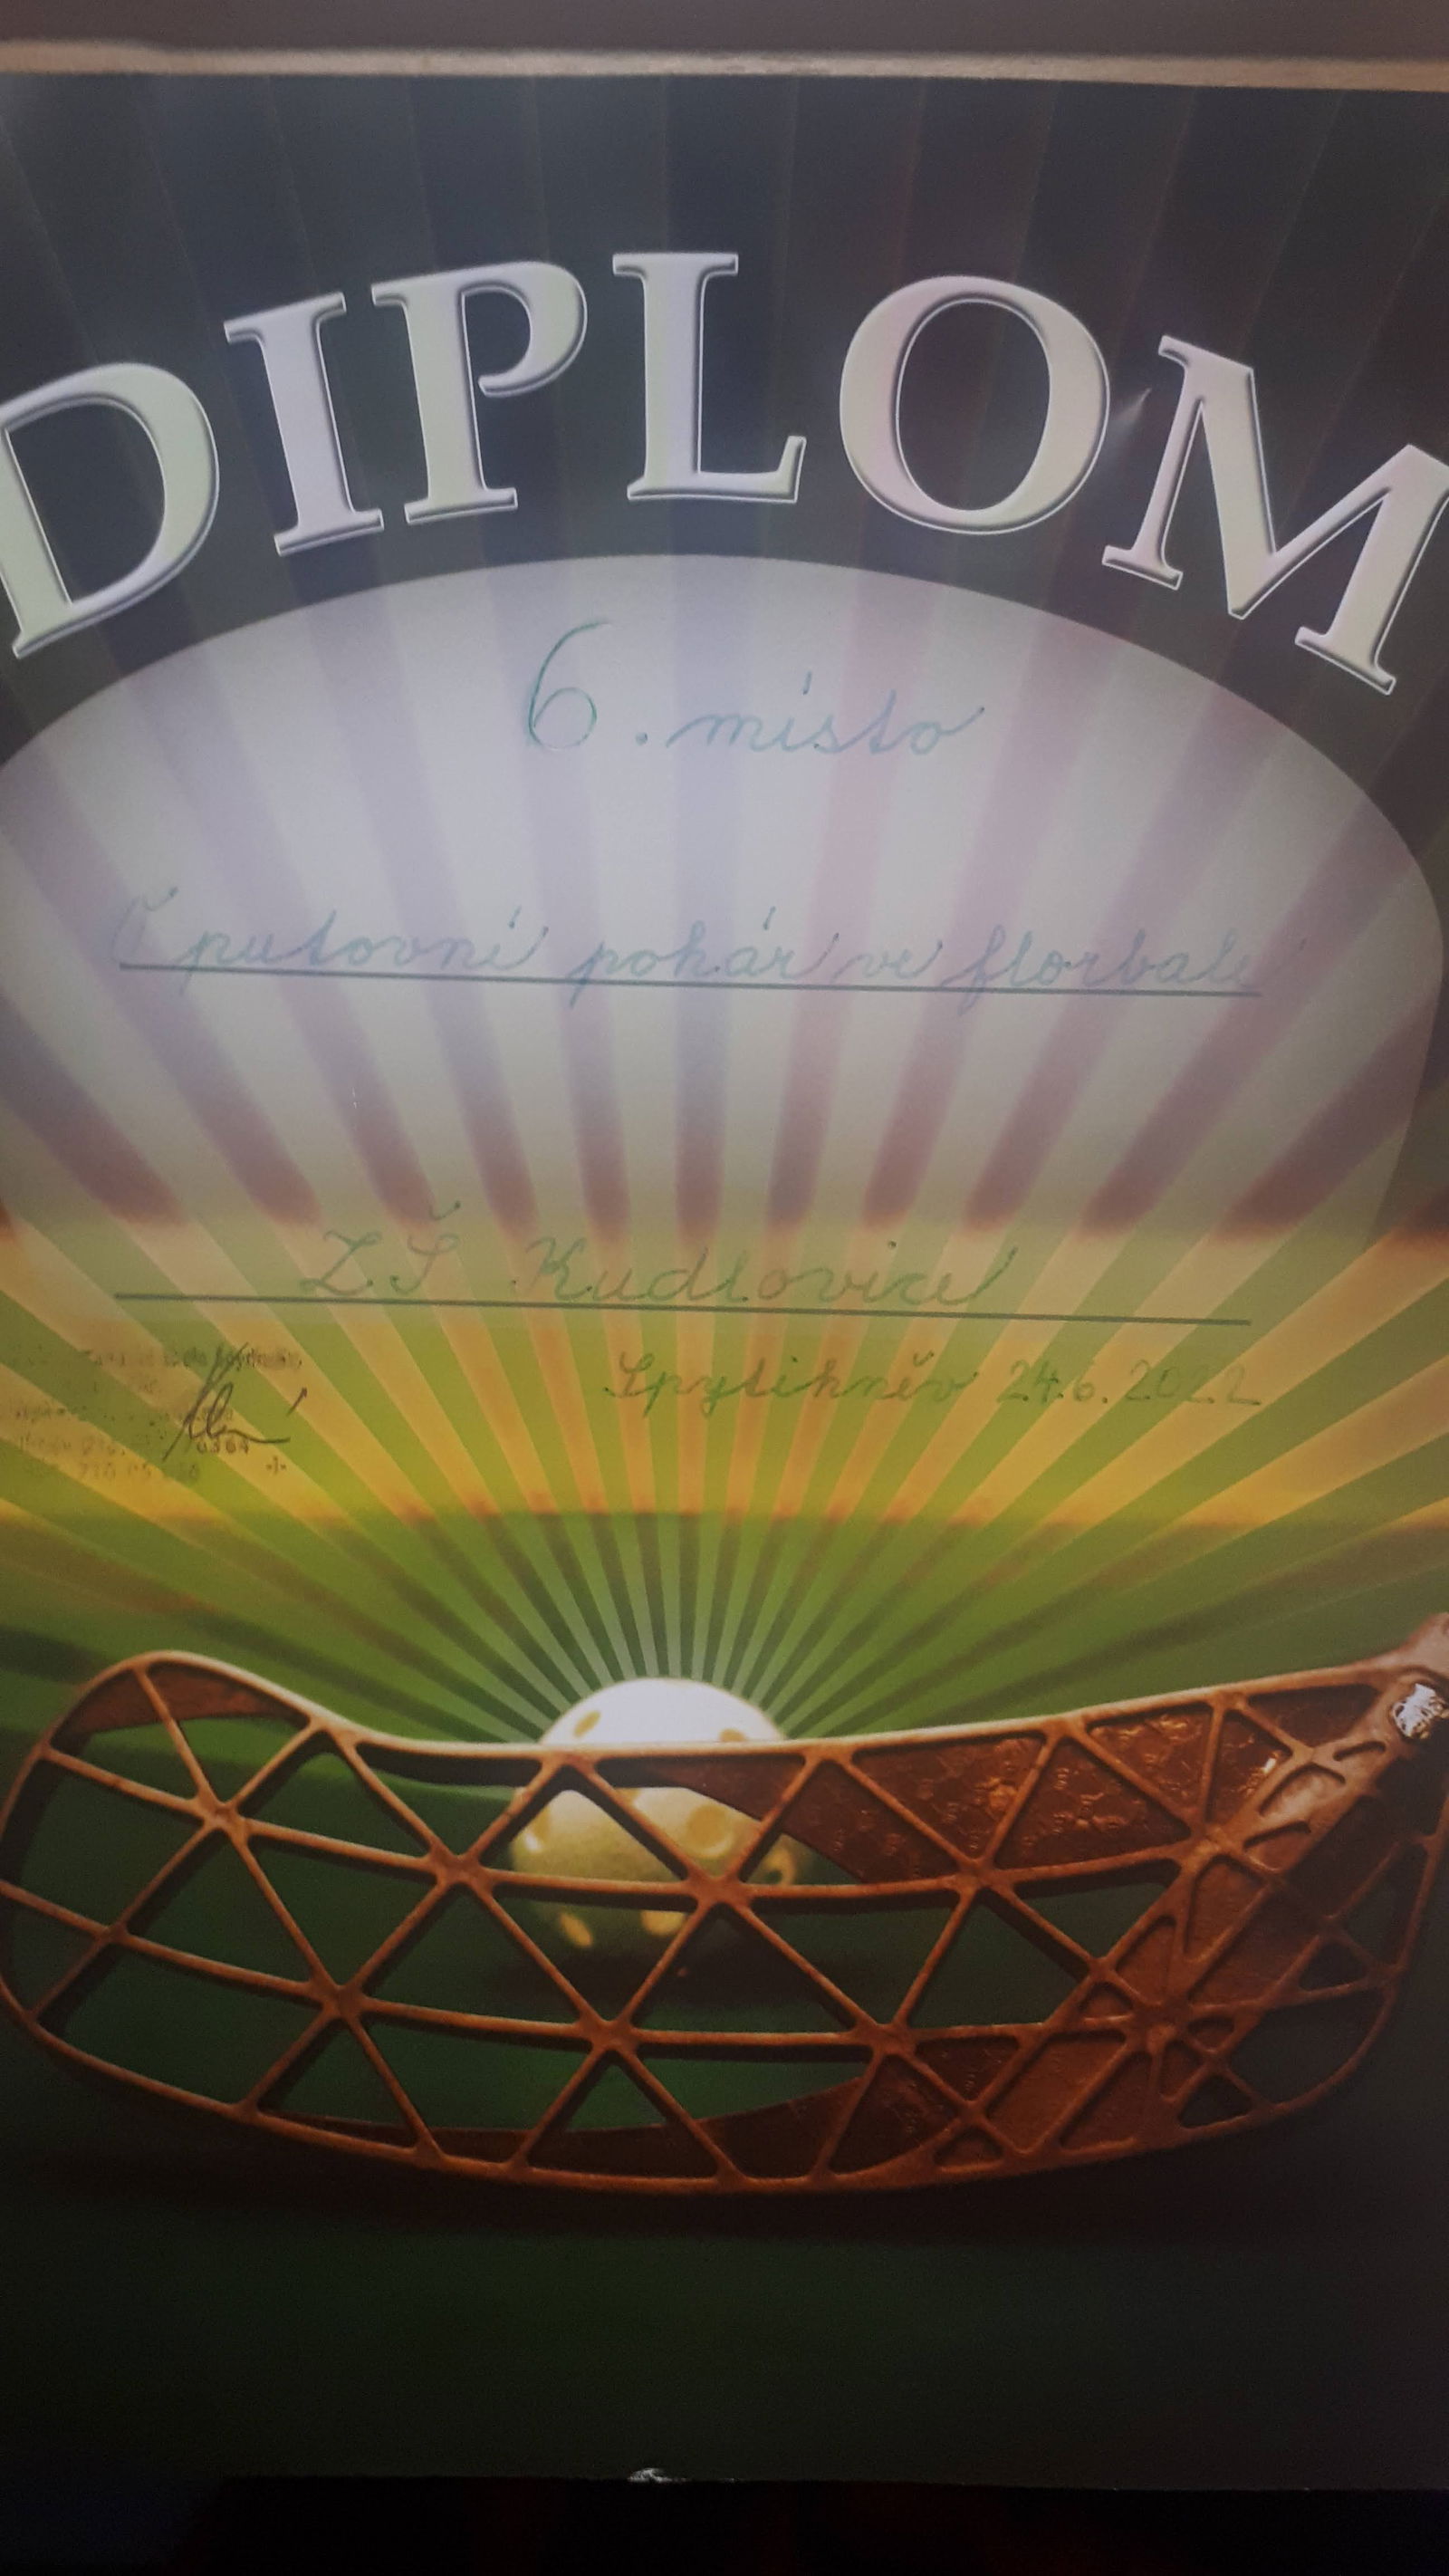 DIPLOM
6. místo
O putovní pohár ve florbale
ZŠ Kudlovice
Spytihněv 24.6.2022